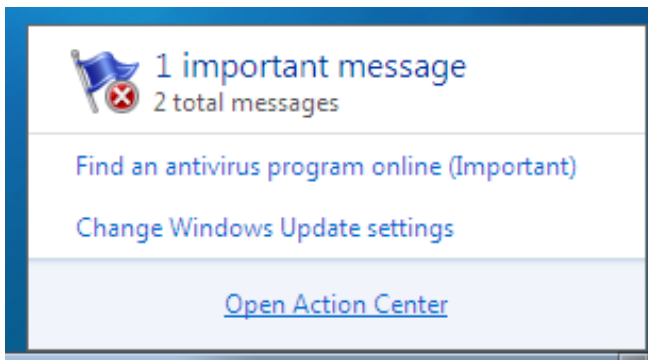 1 important message
2 total messages
Find an antivirus program online (Important)
Change Windows Update settings
Open Action Center